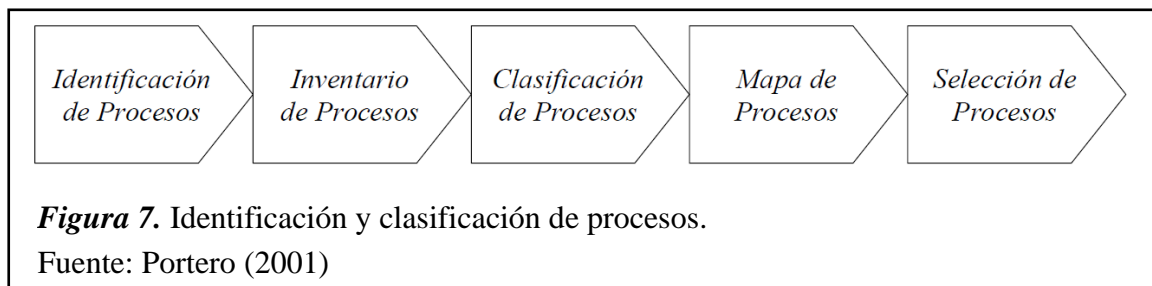 Identificación
de Procesos
Inventario
de Procesos
Clasificación
de Procesos
Mapa de
Procesos
Selección de
Procesos
Figura 7. Identificación y clasificación de procesos.
Fuente: Portero (2001)